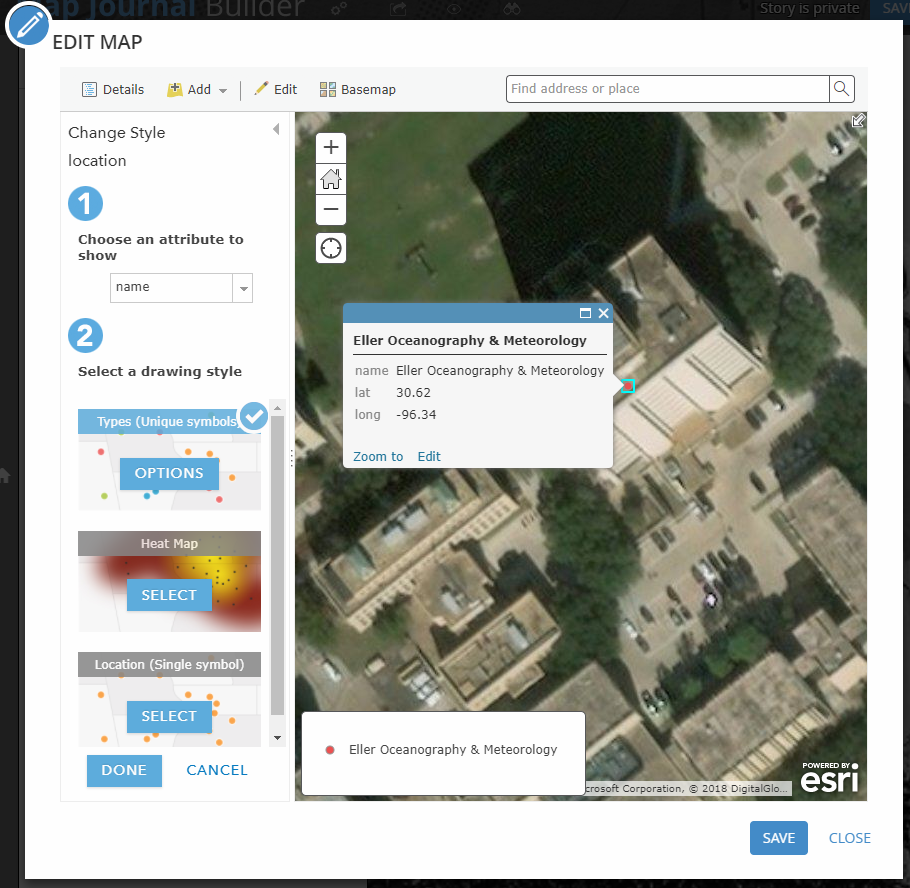 ap Journal Builder
Story is private
SAV
EDIT MAP
Details
Add
Edit
Basemap
Find address or place
Change Style
location
1
Choose an attribute to
show
name
2
Select a drawing style
Types (Unique symbols)
OPTIONS
Heat Map
SELECT
Location (Single symbol)
SELECT
DONE
CANCEL
+
−
Eller Oceanography & Meteorology
name Eller Oceanography & Meteorology
lat 30.62
long -96.34
Zoom to Edit
Eller Oceanography & Meteorology
crosoft Corporation, © 2018 DigitalGlo...
POWERED BY
esri
SAVE
CLOSE